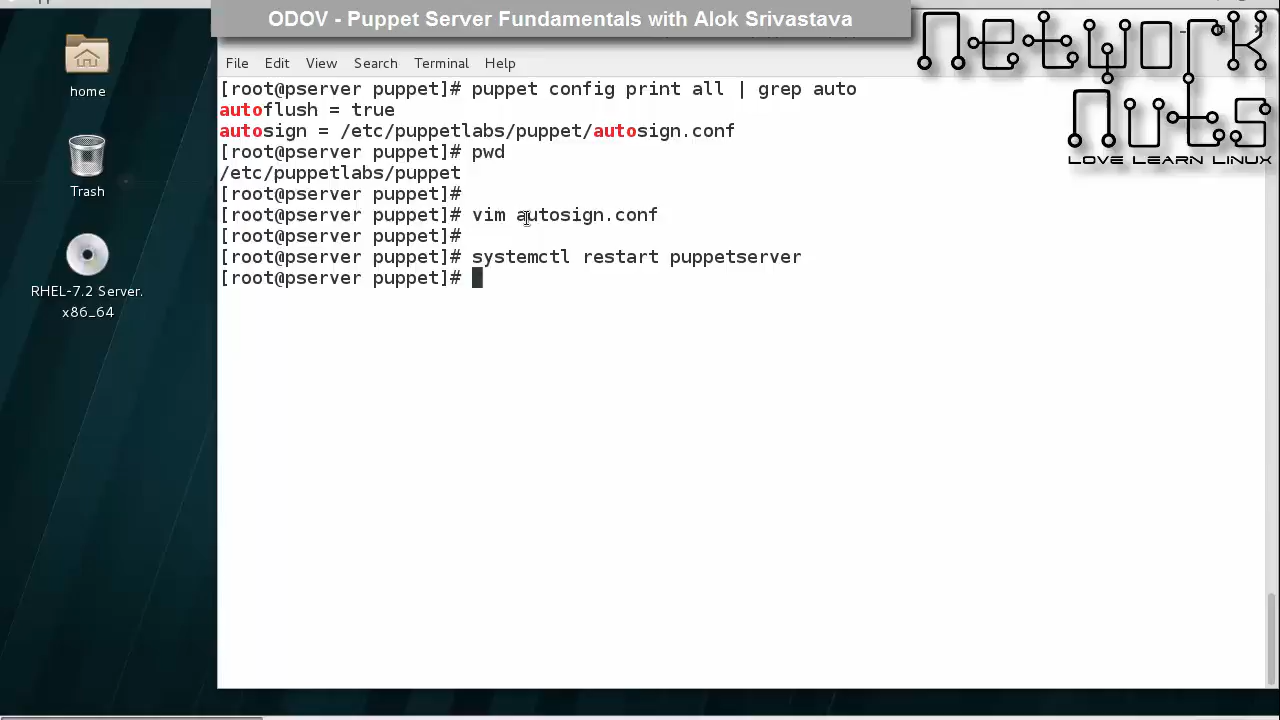 ODOV - Puppet Server Fundamentals with Alok Srivastava
NETWORK
NUTS
LOVE LEARN LINUX
File Edit View Search Terminal Help
[root@pserver puppet]# puppet config print all | grep auto
autoflush = true
autosign = /etc/puppetlabs/puppet/autosign.conf
[root@pserver puppet]# pwd
/etc/puppetlabs/puppet
[root@pserver puppet]#
[root@pserver puppet]# vim autosign.conf
[root@pserver puppet]#
[root@pserver puppet]# systemctl restart puppetserver
[root@pserver puppet]#
home
Trash
RHEL-7.2 Server.
x86_64